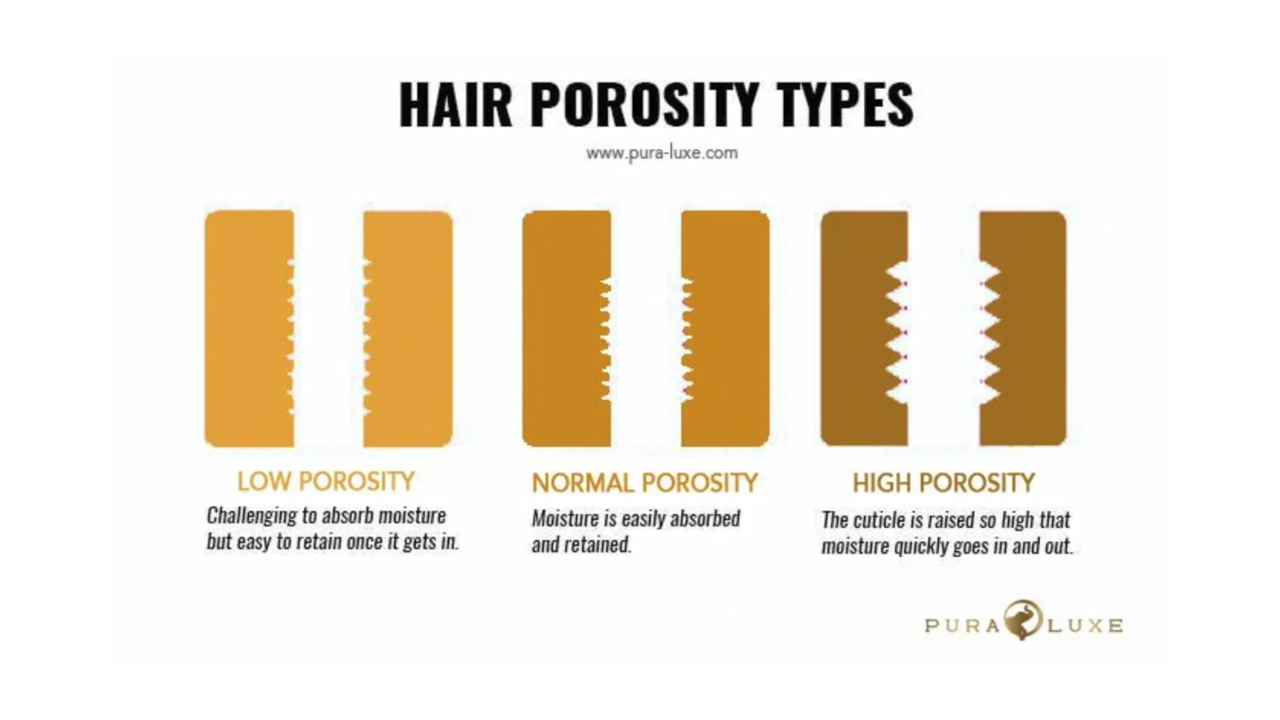 HAIR POROSITY TYPES
www.pura-luxe.com
LOW POROSITY
Challenging to absorb moisture
but easy to retain once it gets in.
NORMAL POROSITY
Moisture is easily absorbed
and retained.
HIGH POROSITY
The cuticle is raised so high that
moisture quickly goes in and out.
PURA LUXE